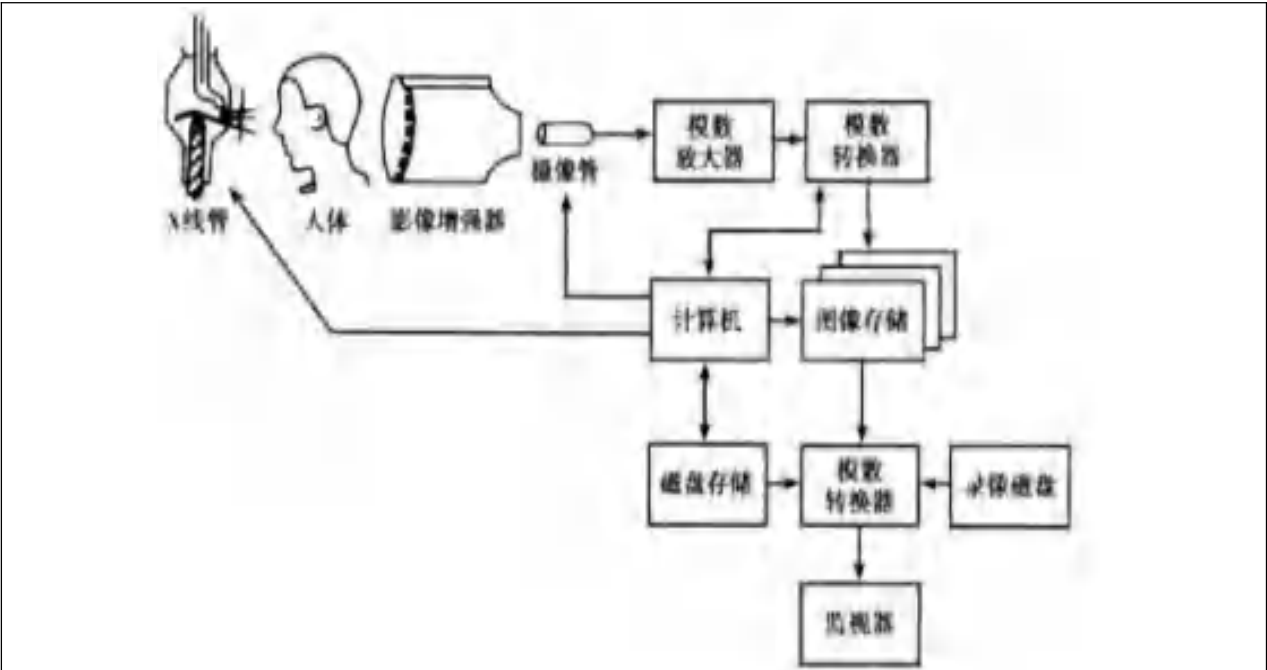 模数
放大器
模数
转换器
摄像管
X线管
人体
影像增强器
计算机
图像存储
磁盘存储
模数
转换器
录像磁盘
监视器